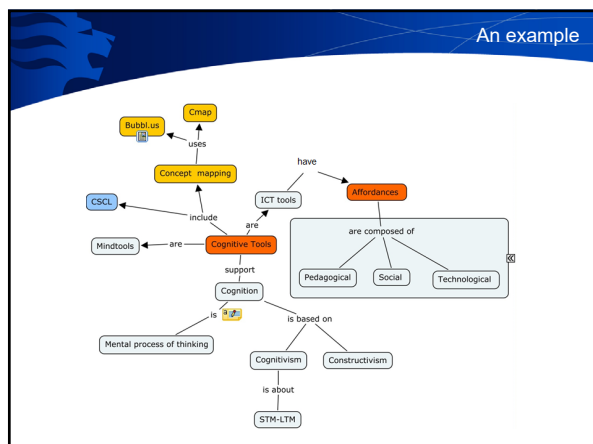 An example
Cmap
Bubbl.us
uses
have
Concept mapping
Affordances
ICT tools
CSCL
include
are
are composed of
Mindtools
are
Cognitive Tools
support
Pedagogical
Social
Technological
Cognition
is
is based on
Mental process of thinking
Cognitivism
Constructivism
is about
STM-LTM